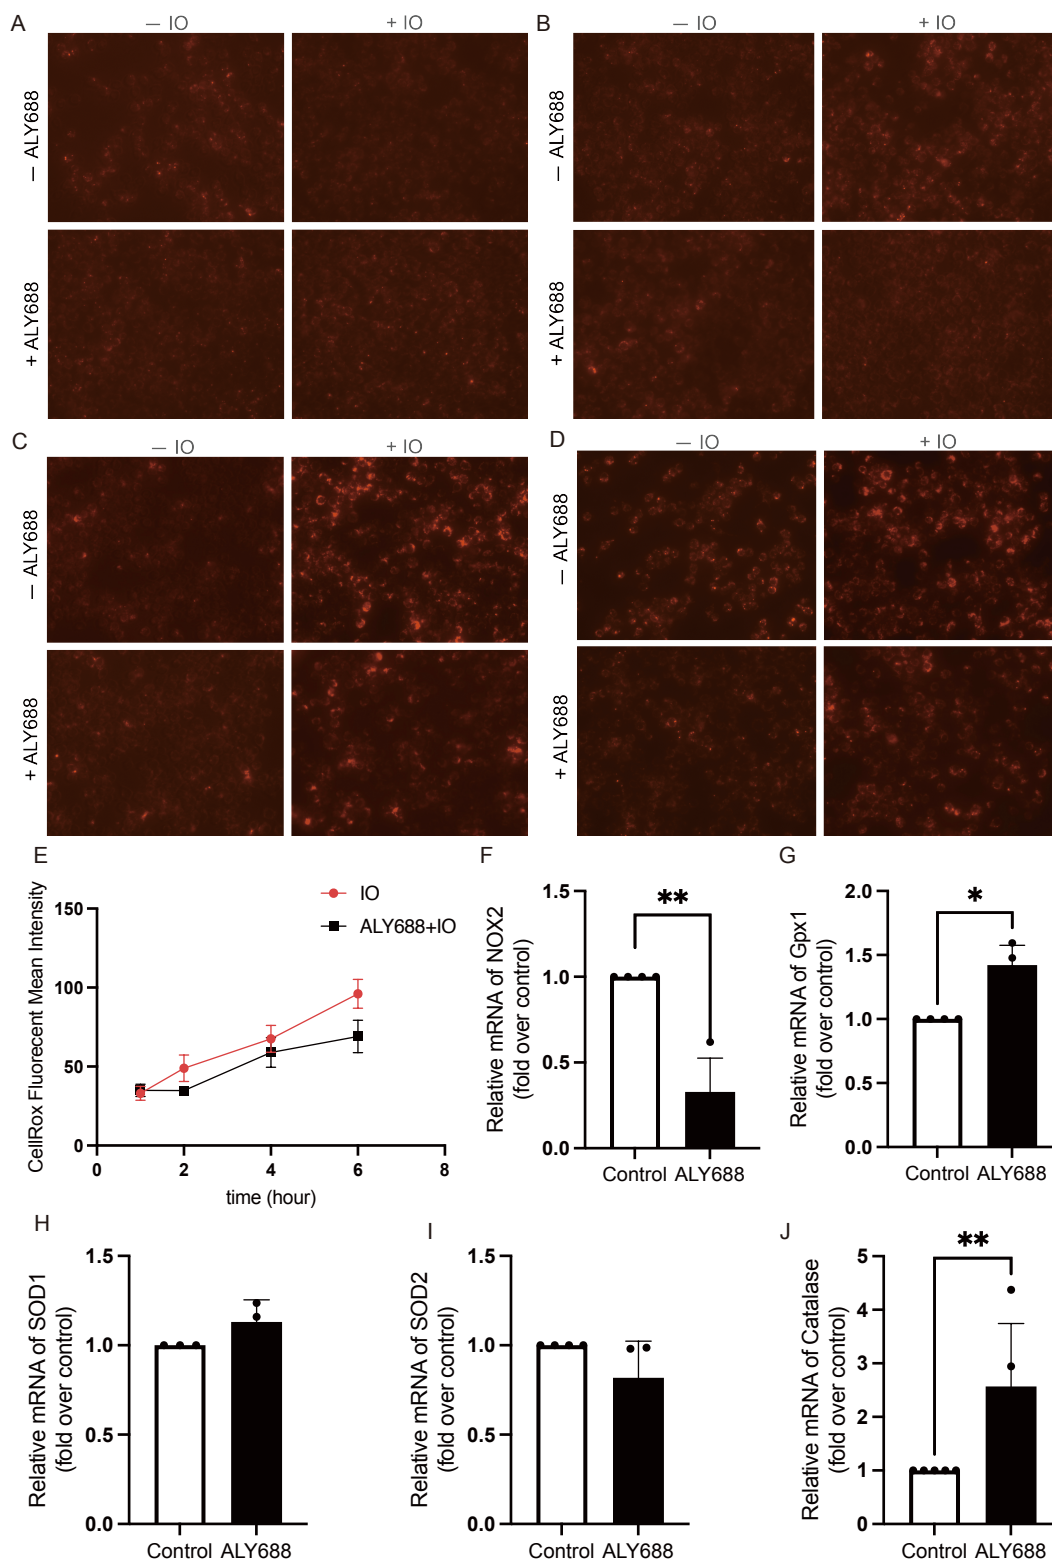 A
— IO
+ IO
— ALY688
+ ALY688
B
— IO
+ IO
— ALY688
+ ALY688
C
— IO
+ IO
— ALY688
+ ALY688
D
— IO
+ IO
— ALY688
+ ALY688
E
CellRox Fluorecent Mean Intensity
150
100
50
0
0
2
4
6
8
time (hour)
IO
ALY688+IO
F
Relative mRNA of NOX2
(fold over control)
1.5
1.0
0.5
0.0
**
Control
ALY688
G
Relative mRNA of Gpx1
(fold over control)
2.0
1.5
1.0
0.5
0.0
*
Control
ALY688
H
Relative mRNA of SOD1
(fold over control)
1.5
1.0
0.5
0.0
Control
ALY688
I
Relative mRNA of SOD2
(fold over control)
1.5
1.0
0.5
0.0
Control
ALY688
J
Relative mRNA of Catalase
(fold over control)
5
4
3
2
1
0
**
Control
ALY688